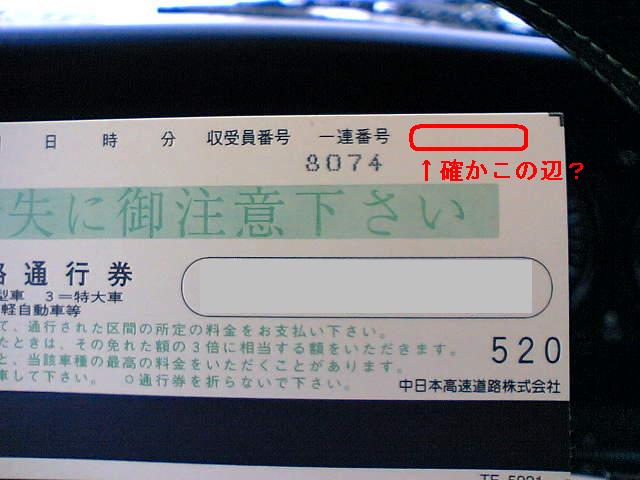 日 時 分 収受員番号 一連番号
8074
↑確かこの辺?
失に御注意下さい
路通行券
型車 3=特大車
軽自動車等
て、通行された区間の所定の料金をお支払い下さい。
たときは、その免れた額の3倍に相当する額をいただきます。
と、当該車種の最高の料金をいただくことがあります。
車して下さい。 ○通行券を折らないで下さい。
520
中日本高速道路株式会社